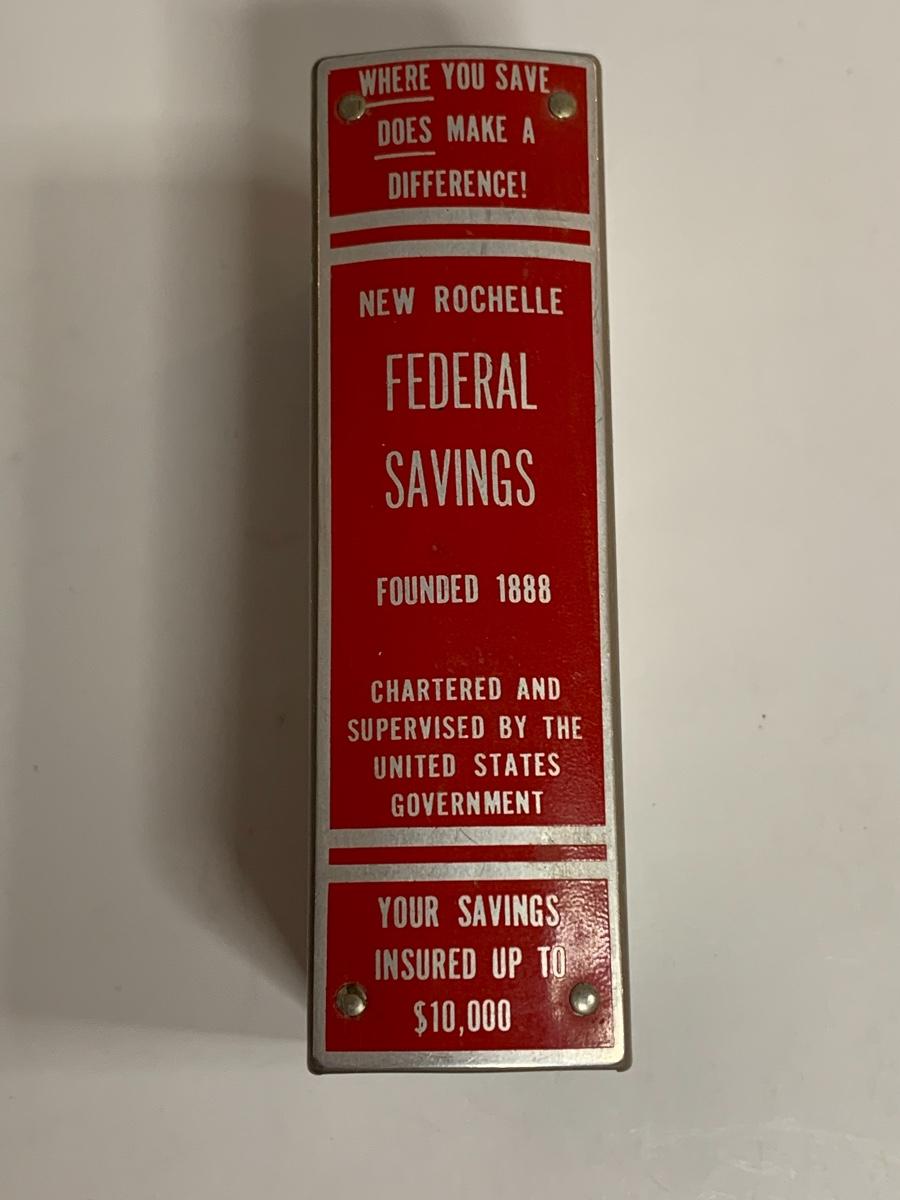 WHERE YOU SAVE
DOES MAKE A
DIFFERENCE!
NEW ROCHELLE
FEDERAL
SAVINGS
FOUNDED 1888
CHARTERED AND
SUPERVISED BY THE
UNITED STATES
GOVERNMENT
YOUR SAVINGS
INSURED UP TO
$10,000